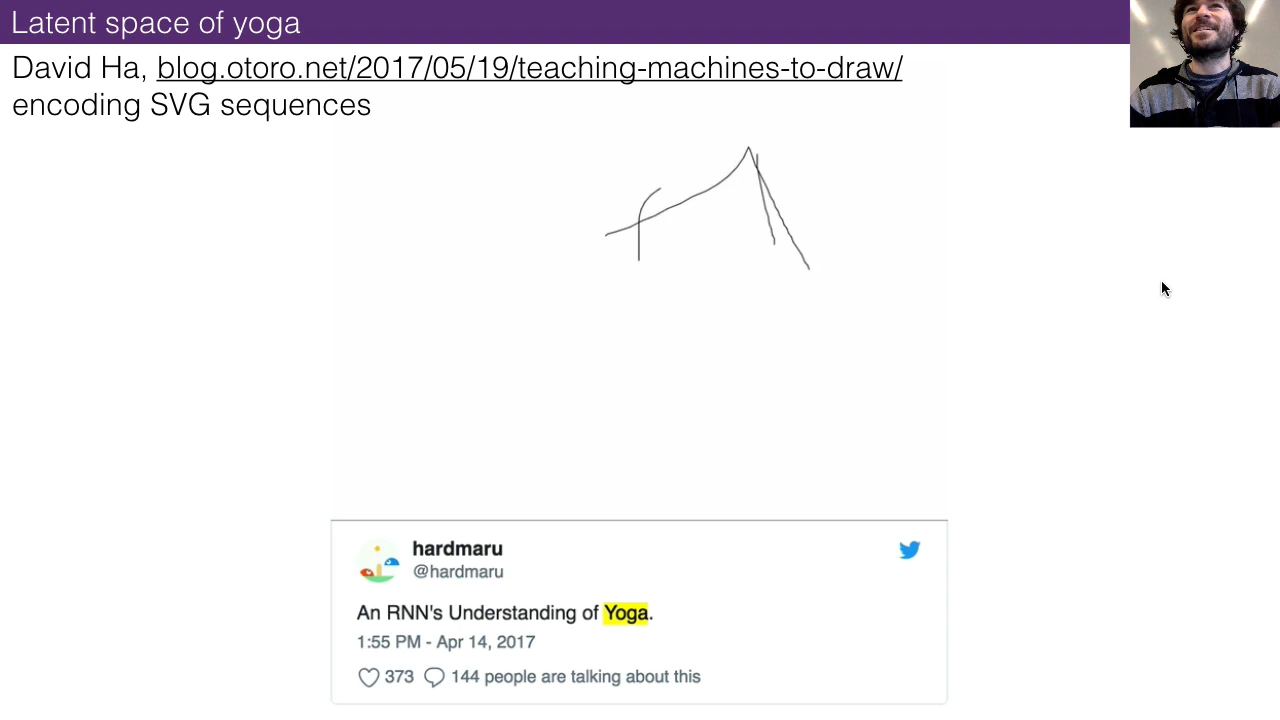 Latent space of yoga
David Ha, blog.otoro.net/2017/05/19/teaching-machines-to-draw/
encoding SVG sequences
hardmaru
@hardmaru
An RNN's Understanding of Yoga.
1:55 PM - Apr 14, 2017
373 144 people are talking about this